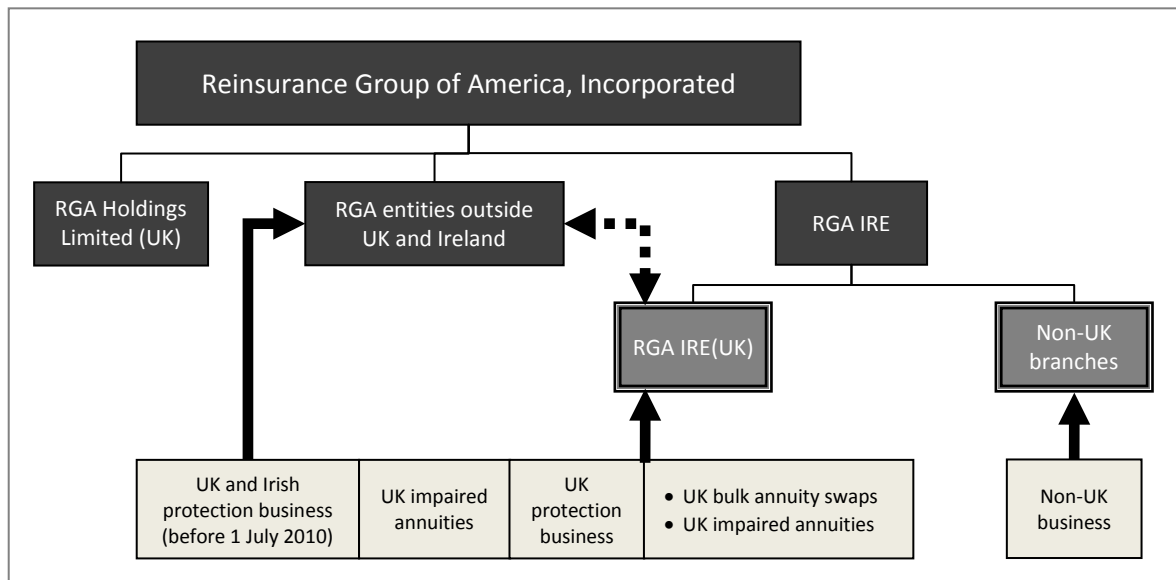 Reinsurance Group of America, Incorporated
RGA Holdings
Limited (UK)
RGA entities outside
UK and Ireland
RGA IRE
RGA IRE(UK)
Non-UK
branches
UK and Irish
protection business
(before 1 July 2010)
UK impaired
annuities
UK
protection
business
• UK bulk annuity swaps
• UK impaired annuities
Non-UK
business